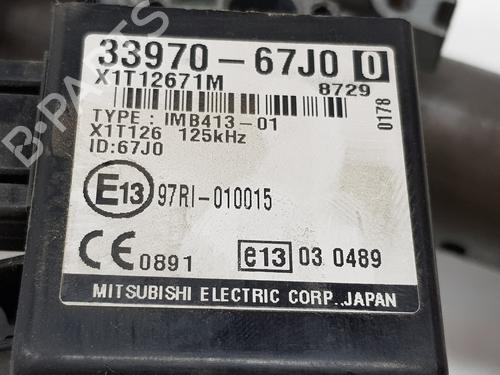 33970-67J0 0
X1T12671M 8729
TYPE : IMB413-01
X1T126 125kHz
ID:67J0
0178
E13 97RI-010015
CE 0891 e13 03 0489
MITSUBISHI ELECTRIC CORP.,JAPAN
B-PARTS